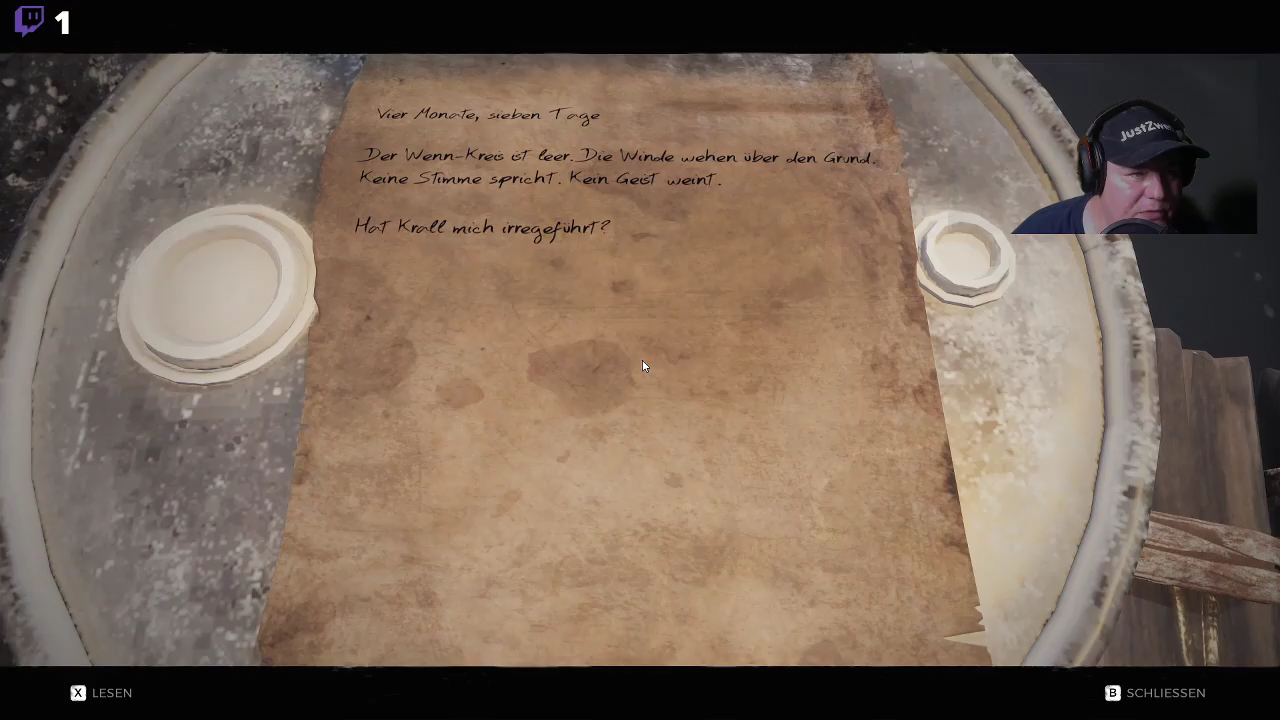 1
Vier Monate, sieben Tage
Der Wenn-Kreis ist leer. Die Winde wehen über den Grund.
Keine Stimme spricht. Kein Geist weint.
Hat Krall mich irregeführt?
X LESEN
B SCHLIESSEN